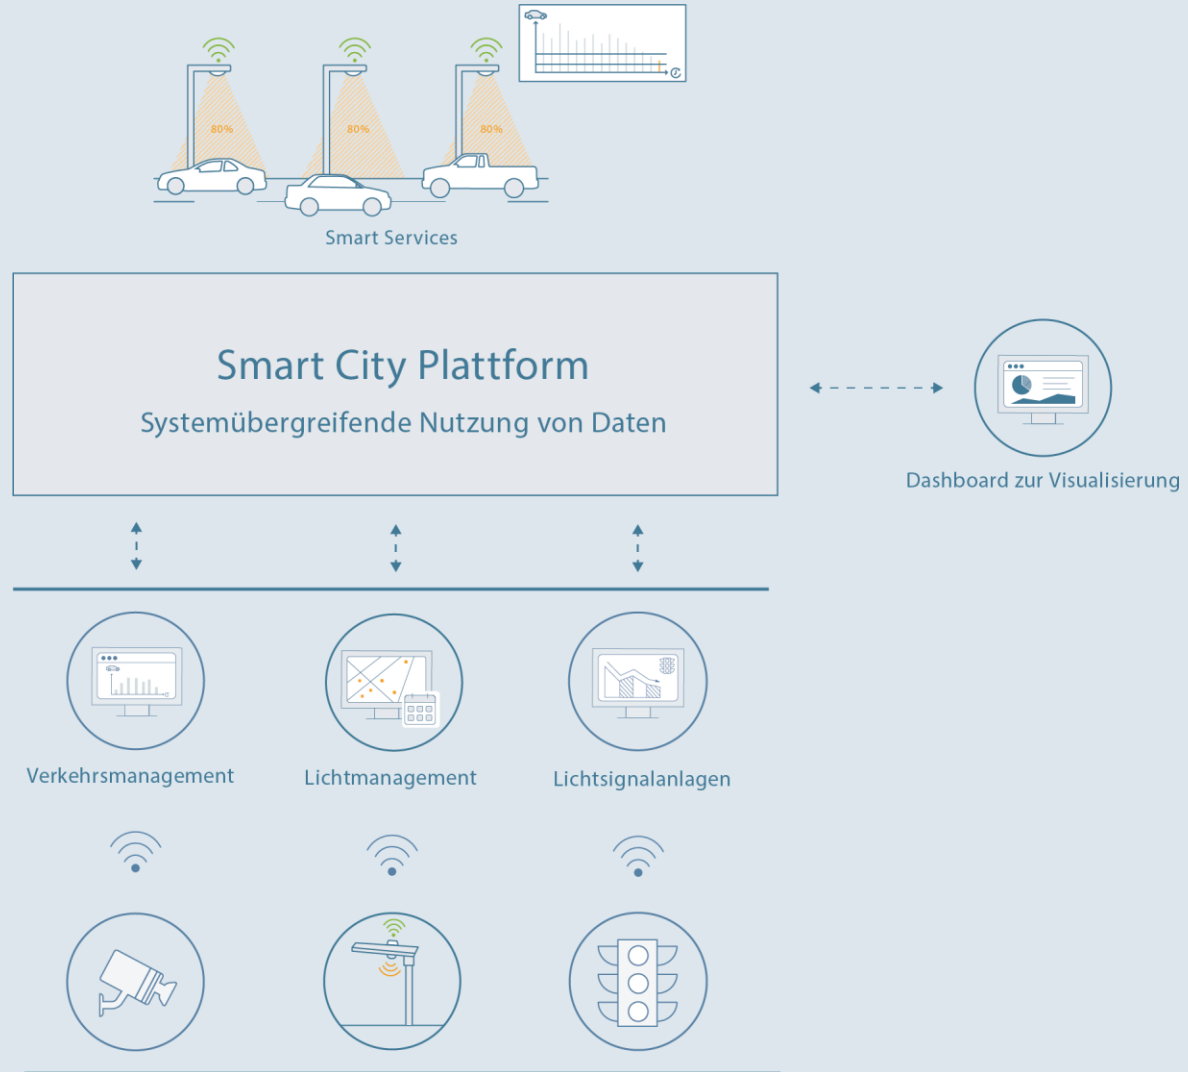 80%
80%
80%
Smart Services
Smart City Plattform
Systemübergreifende Nutzung von Daten
Dashboard zur Visualisierung
Verkehrsmanagement
Lichtmanagement
Lichtsignalanlagen